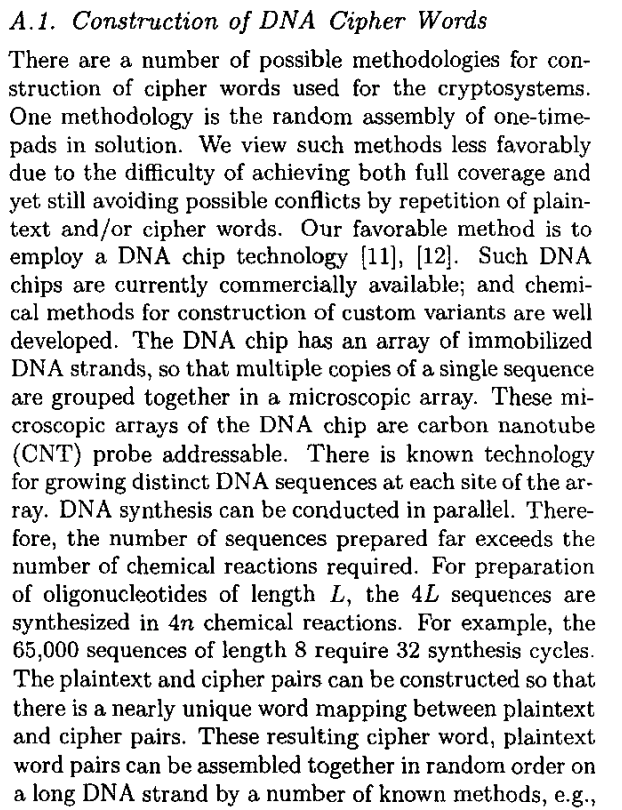 A.1. Construction of DNA Cipher Words
There are a number of possible methodologies for con-
struction of cipher words used for the cryptosystems.
One methodology is the random assembly of one-time-
pads in solution. We view such methods less favorably
due to the difficulty of achieving both full coverage and
yet still avoiding possible conflicts by repetition of plain-
text and/or cipher words. Our favorable method is to
employ a DNA chip technology [11], [12]. Such DNA
chips are currently commercially available; and chemi-
cal methods for construction of custom variants are well
developed. The DNA chip has an array of immobilized
DNA strands, so that multiple copies of a single sequence
are grouped together in a microscopic array. These mi-
croscopic arrays of the DNA chip are carbon nanotube
(CNT) probe addressable. There is known technology
for growing distinct DNA sequences at each site of the ar-
ray. DNA synthesis can be conducted in parallel. There-
fore, the number of sequences prepared far exceeds the
number of chemical reactions required. For preparation
of oligonucleotides of length L, the 4L sequences are
synthesized in 4n chemical reactions. For example, the
65,000 sequences of length 8 require 32 synthesis cycles.
The plaintext and cipher pairs can be constructed so that
there is a nearly unique word mapping between plaintext
and cipher pairs. These resulting cipher word, plaintext
word pairs can be assembled together in random order on
a long DNA strand by a number of known methods, e.g.,